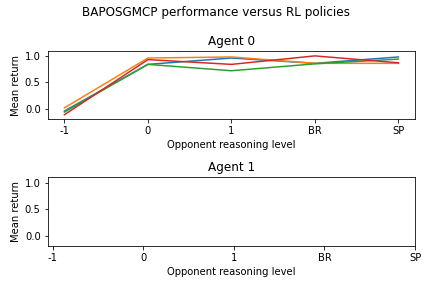 BAPOSGMCP performance versus RL policies
Agent 0
Mean return
1.0
0.5
0.0
-1 0 1 BR SP
Opponent reasoning level
Agent 1
Mean return
1.0
0.5
0.0
-1 0 1 BR SP
Opponent reasoning level